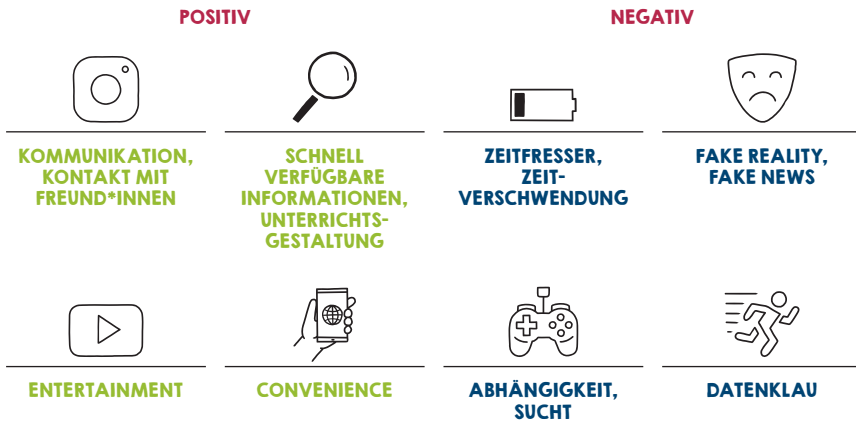 POSITIV
NEGATIV
KOMMUNIKATION,
KONTAKT MIT
FREUND*INNEN
SCHNELL
VERFÜGBARE
INFORMATIONEN,
UNTERRICHTS-
GESTALTUNG
ZEITFRESSER,
ZEIT-
VERSCHWENDUNG
FAKE REALITY,
FAKE NEWS
ENTERTAINMENT
CONVENIENCE
ABHÄNGIGKEIT,
SUCHT
DATENKLAU